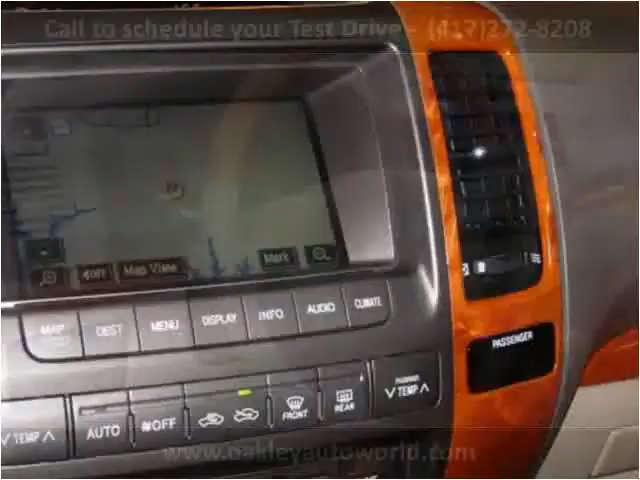 Call to schedule your Test Drive - (417)272-8208
Off
Map View
Mark
MAP
DEST
MENU
DISPLAY
INFO
AUDIO
CLIMATE
PASSENGER
TEMP
AUTO
OFF
FRONT
REAR
PASSENGER
TEMP
www.oakleyautoworld.com